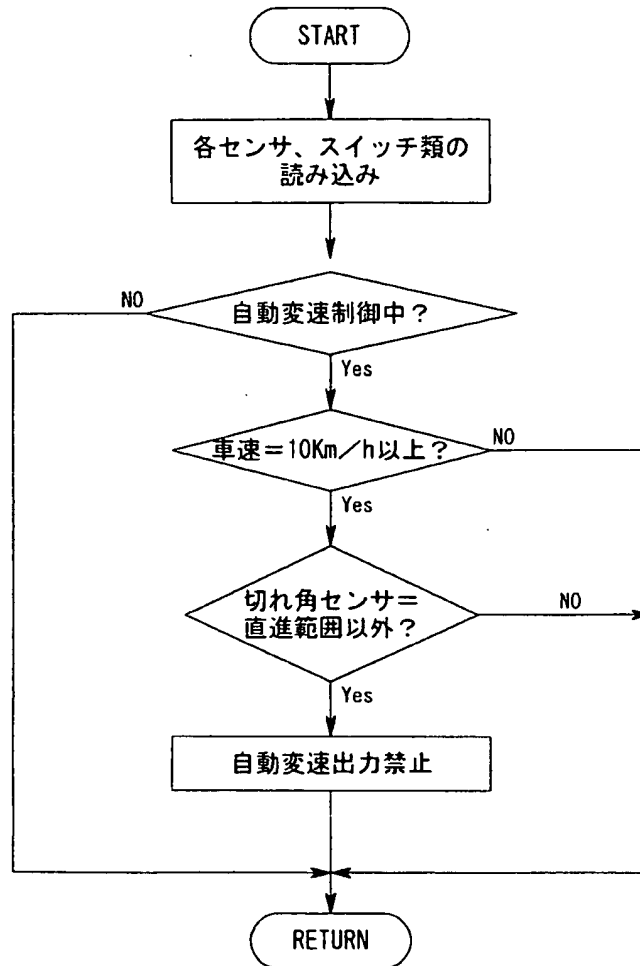 START
各センサ、スイッチ類の
読み込み
NO
自動変速制御中？
Yes
車速＝10Km／h以上？
NO
Yes
切れ角センサ＝
直進範囲以外？
NO
Yes
自動変速出力禁止
RETURN